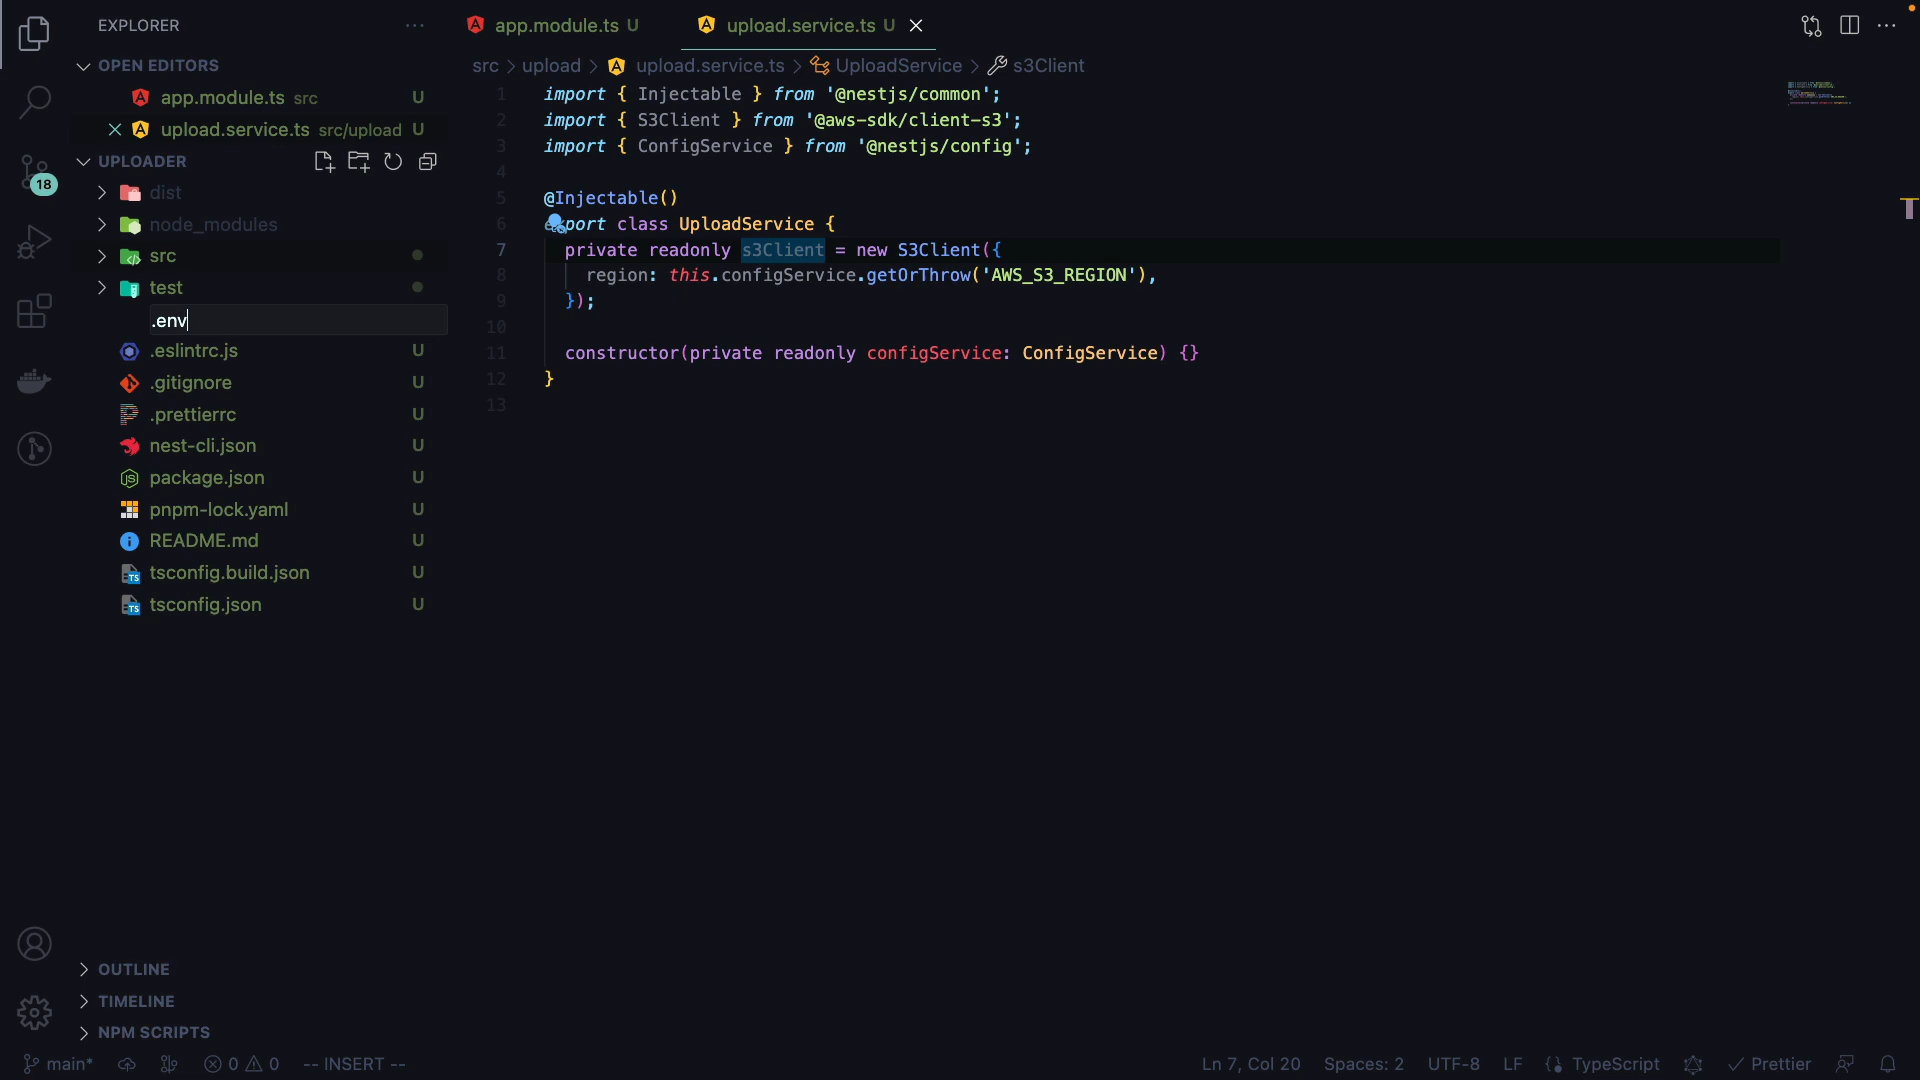 EXPLORER
OPEN EDITORS
app.module.ts src U
upload.service.ts src/upload U
UPLOADER
18
dist
node_modules
src
test
.env
.eslintrc.js U
.gitignore U
.prettierrc U
nest-cli.json U
package.json U
pnpm-lock.yaml U
README.md U
tsconfig.build.json U
tsconfig.json U
OUTLINE
TIMELINE
NPM SCRIPTS
app.module.ts U
upload.service.ts U
src > upload > upload.service.ts > UploadService > s3Client
1 import { Injectable } from '@nestjs/common';
2 import { S3Client } from '@aws-sdk/client-s3';
3 import { ConfigService } from '@nestjs/config';
4
5 @Injectable()
6 export class UploadService {
7 private readonly s3Client = new S3Client({
8 region: this.configService.getOrThrow('AWS_S3_REGION'),
9 });
10
11 constructor(private readonly configService: ConfigService) {}
12 }
13
main* 0 0 -- INSERT -- Ln 7, Col 20 Spaces: 2 UTF-8 LF TypeScript Prettier